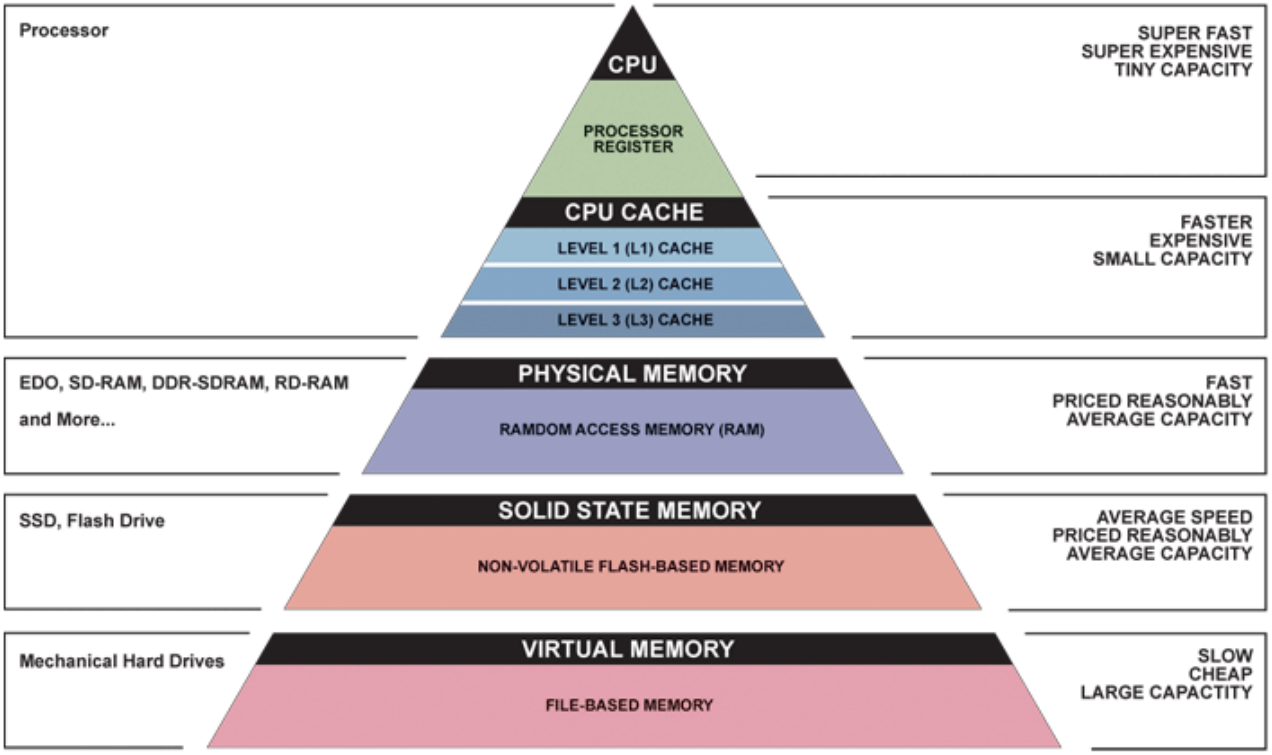 Processor
CPU
SUPER FAST
SUPER EXPENSIVE
TINY CAPACITY
PROCESSOR
REGISTER
CPU CACHE
LEVEL 1 (L1) CACHE
LEVEL 2 (L2) CACHE
LEVEL 3 (L3) CACHE
FASTER
EXPENSIVE
SMALL CAPACITY
EDO, SD-RAM, DDR-SDRAM, RD-RAM
and More...
PHYSICAL MEMORY
RAMDOM ACCESS MEMORY (RAM)
FAST
PRICED REASONABLY
AVERAGE CAPACITY
SSD, Flash Drive
SOLID STATE MEMORY
NON-VOLATILE FLASH-BASED MEMORY
AVERAGE SPEED
PRICED REASONABLY
AVERAGE CAPACITY
Mechanical Hard Drives
VIRTUAL MEMORY
FILE-BASED MEMORY
SLOW
CHEAP
LARGE CAPACTITY